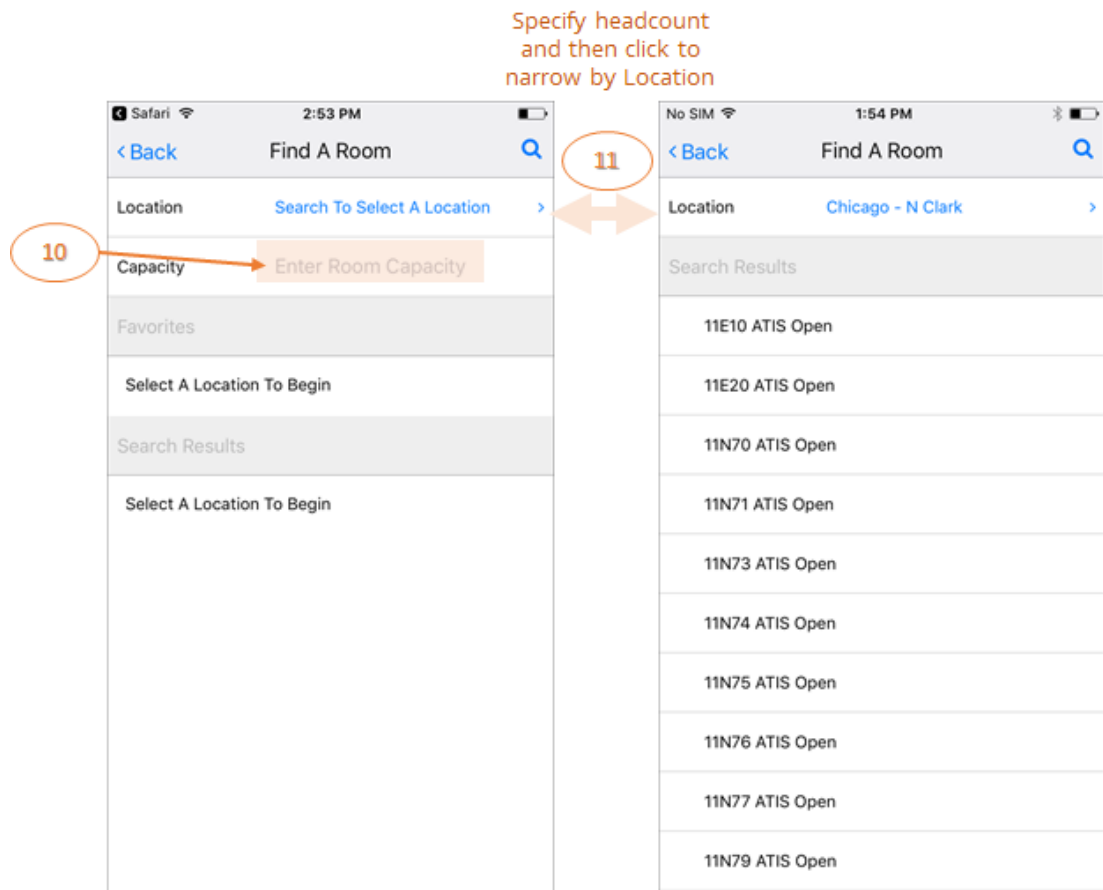 Specify headcount
and then click to
narrow by Location
Safari 2:53 PM
< Back Find A Room
Location Search To Select A Location >
10
Capacity Enter Room Capacity
Favorites
Select A Location To Begin
Search Results
Select A Location To Begin
11
No SIM 1:54 PM
< Back Find A Room
Location Chicago - N Clark >
Search Results
11E10 ATIS Open
11E20 ATIS Open
11N70 ATIS Open
11N71 ATIS Open
11N73 ATIS Open
11N74 ATIS Open
11N75 ATIS Open
11N76 ATIS Open
11N77 ATIS Open
11N79 ATIS Open